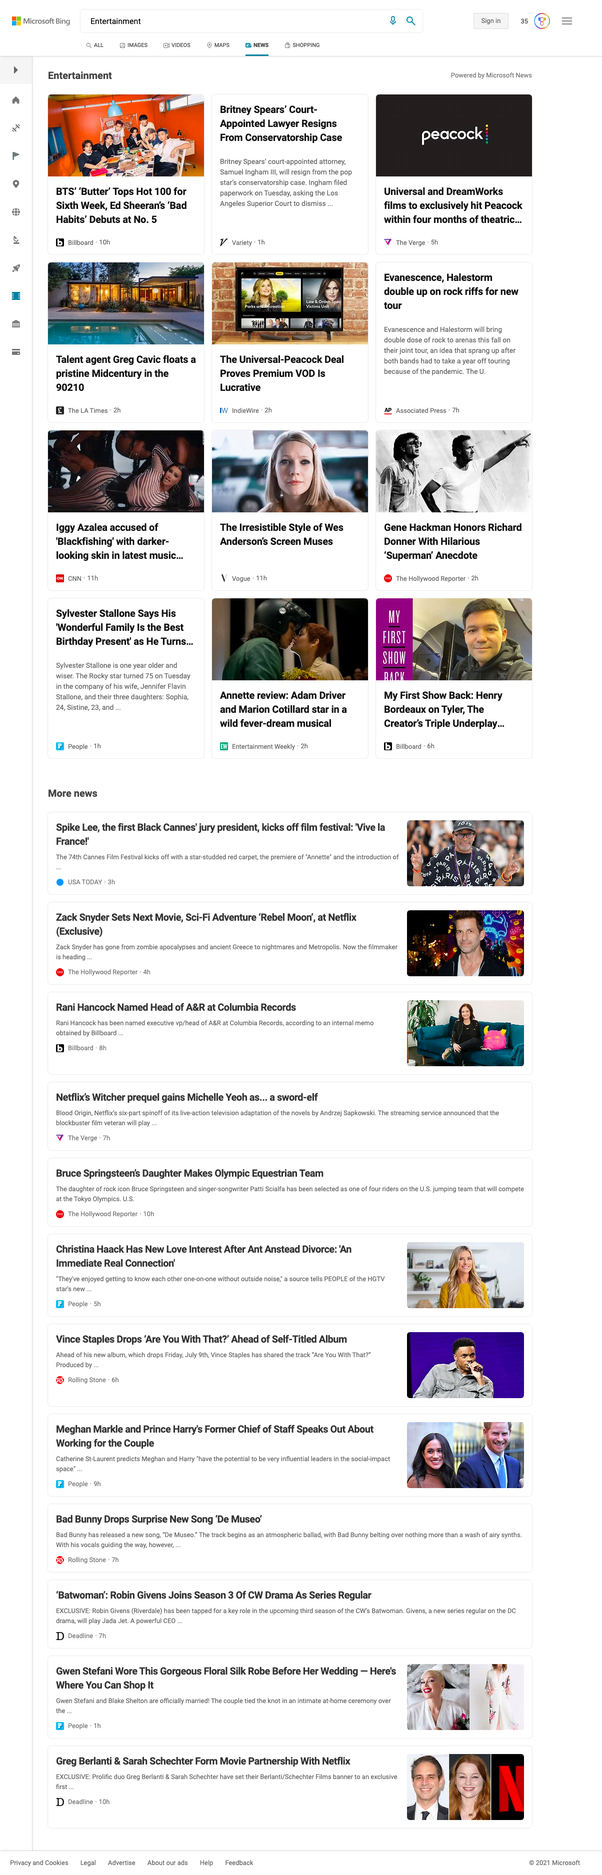 Microsoft Bing
Entertainment
Sign in
35
ALL
IMAGES
VIDEOS
MAPS
NEWS
SHOPPING
Entertainment
Powered by Microsoft News
BTS' 'Butter' Tops Hot 100 for
Sixth Week, Ed Sheeran's 'Bad
Habits' Debuts at No. 5
Billboard · 10h
Britney Spears' Court-
Appointed Lawyer Resigns
From Conservatorship Case
Britney Spears' court-appointed attorney,
Samuel Ingham III, will resign from the pop
star's conservatorship case. Ingham filed
paperwork on Tuesday, asking the Los
Angeles Superior Court to dismiss ...
Variety · 1h
peacock
Universal and DreamWorks
films to exclusively hit Peacock
within four months of theatric...
The Verge · 5h
Talent agent Greg Cavic floats a
pristine Midcentury in the
90210
The LA Times · 2h
The Universal-Peacock Deal
Proves Premium VOD Is
Lucrative
IndieWire · 2h
Evanescence, Halestorm
double up on rock riffs for new
tour
Evanescence and Halestorm will bring
double dose of rock to arenas this fall on
their joint tour, an idea that sprang up after
both bands had to take a year off touring
because of the pandemic. The U.
AP
Associated Press · 7h
Iggy Azalea accused of
'Blackfishing' with darker-
looking skin in latest music...
CNN · 11h
The Irresistible Style of Wes
Anderson's Screen Muses
Vogue · 11h
Gene Hackman Honors Richard
Donner With Hilarious
'Superman' Anecdote
The Hollywood Reporter · 2h
Sylvester Stallone Says His
'Wonderful Family Is the Best
Birthday Present' as He Turns...
Sylvester Stallone is one year older and
wiser. The Rocky star turned 75 on Tuesday
in the company of his wife, Jennifer Flavin
Stallone, and their three daughters: Sophia,
24, Sistine, 23, and ...
People · 1h
Annette review: Adam Driver
and Marion Cotillard star in a
wild fever-dream musical
Entertainment Weekly · 2h
MY
FIRST
SHOW
BACK
My First Show Back: Henry
Bordeaux on Tyler, The
Creator's Triple Underplay...
Billboard · 6h
More news
Spike Lee, the first Black Cannes' jury president, kicks off film festival: 'Vive la
France!'
The 74th Cannes Film Festival kicks off with a star-studded red carpet, the premiere of "Annette" and the introduction of
...
USA TODAY · 3h
Zack Snyder Sets Next Movie, Sci-Fi Adventure 'Rebel Moon', at Netflix
(Exclusive)
Zack Snyder has gone from zombie apocalypses and ancient Greece to nightmares and Metropolis. Now the filmmaker
is heading ...
The Hollywood Reporter · 4h
Rani Hancock Named Head of A&R at Columbia Records
Rani Hancock has been named executive vp/head of A&R at Columbia Records, according to an internal memo
obtained by Billboard ...
Billboard · 8h
Netflix's Witcher prequel gains Michelle Yeoh as... a sword-elf
Blood Origin, Netflix's six-part spinoff of its live-action television adaptation of the novels by Andrzej Sapkowski. The streaming service announced that the
blockbuster film veteran will play ...
The Verge · 7h
Bruce Springsteen's Daughter Makes Olympic Equestrian Team
The daughter of rock icon Bruce Springsteen and singer-songwriter Patti Scialfa has been selected as one of four riders on the U.S. jumping team that will compete
at the Tokyo Olympics. U.S.
The Hollywood Reporter · 10h
Christina Haack Has New Love Interest After Ant Anstead Divorce: 'An
Immediate Real Connection'
"They've enjoyed getting to know each other one-on-one without outside noise," a source tells PEOPLE of the HGTV
star's new ...
People · 5h
Vince Staples Drops 'Are You With That?' Ahead of Self-Titled Album
Ahead of his new album, which drops Friday, July 9th, Vince Staples has shared the track "Are You With That?"
Produced by ...
Rolling Stone · 6h
Meghan Markle and Prince Harry's Former Chief of Staff Speaks Out About
Working for the Couple
Catherine St-Laurent predicts Meghan and Harry "have the potential to be very influential leaders in the social-impact
space" ...
People · 9h
Bad Bunny Drops Surprise New Song 'De Museo'
Bad Bunny has released a new song, "De Museo." The track begins as an atmospheric ballad, with Bad Bunny belting over nothing more than a wash of airy synths.
With his vocals guiding the way, however, ...
Rolling Stone · 7h
'Batwoman': Robin Givens Joins Season 3 Of CW Drama As Series Regular
EXCLUSIVE: Robin Givens (Riverdale) has been tapped for a key role in the upcoming third season of the CW's Batwoman. Givens, a new series regular on the DC
drama, will play Jada Jet. A powerful CEO ...
Deadline · 7h
Gwen Stefani Wore This Gorgeous Floral Silk Robe Before Her Wedding — Here's
Where You Can Shop It
Gwen Stefani and Blake Shelton are officially married! The couple tied the knot in an intimate at-home ceremony over
the ...
People · 1h
Greg Berlanti & Sarah Schechter Form Movie Partnership With Netflix
EXCLUSIVE: Prolific duo Greg Berlanti & Sarah Schechter have set their Berlanti/Schechter Films banner to an exclusive
first ...
Deadline · 10h
Privacy and Cookies
Legal
Advertise
About our ads
Help
Feedback
© 2021 Microsoft